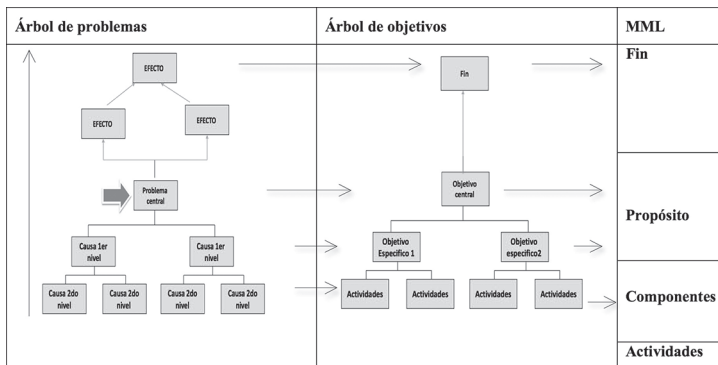 Árbol de problemas
Árbol de objetivos
MML
EFECTO
EFECTO
EFECTO
Problema
central
Causa 1er
nivel
Causa 1er
nivel
Causa 2do
nivel
Causa 2do
nivel
Causa 2do
nivel
Causa 2do
nivel
Fin
Objetivo
central
Objetivo
Especifico 1
Objetivo
especifico2
Actividades
Actividades
Actividades
Actividades
Fin
Propósito
Componentes
Actividades